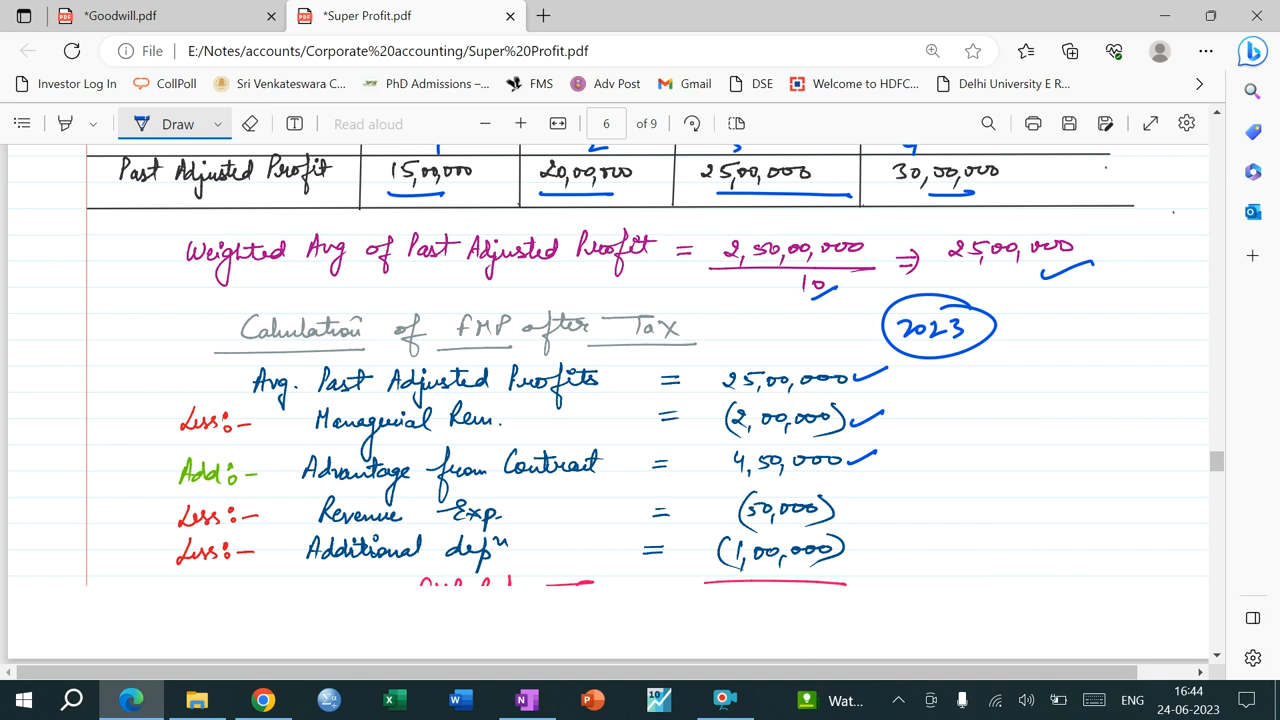 *Goodwill.pdf
*Super Profit.pdf
File E:/Notes/accounts/Corporate%20accounting/Super%20Profit.pdf
Investor Log In CollPoll Sri Venkateswara C... PhD Admissions –... FMS Adv Post Gmail DSE Welcome to HDFC... Delhi University E R...
Draw Read aloud 6 of 9
1 2 3 4
Past Adjusted Profit 15,00,000 20,00,000 25,00,000 30,00,000
Weighted Avg of Past Adjusted Profit = 2,50,00,000 / 10 ⇒ 25,00,000
Calculation of FMP after Tax 2023
Avg. Past Adjusted Profits = 25,00,000
Less:- Managerial Rem. = (2,00,000)
Add:- Advantage from Contract = 4,50,000
Less:- Revenue Exp. = (50,000)
Less:- Additional depn = (1,00,000)
Wat... ENG 16:44
24-06-2023